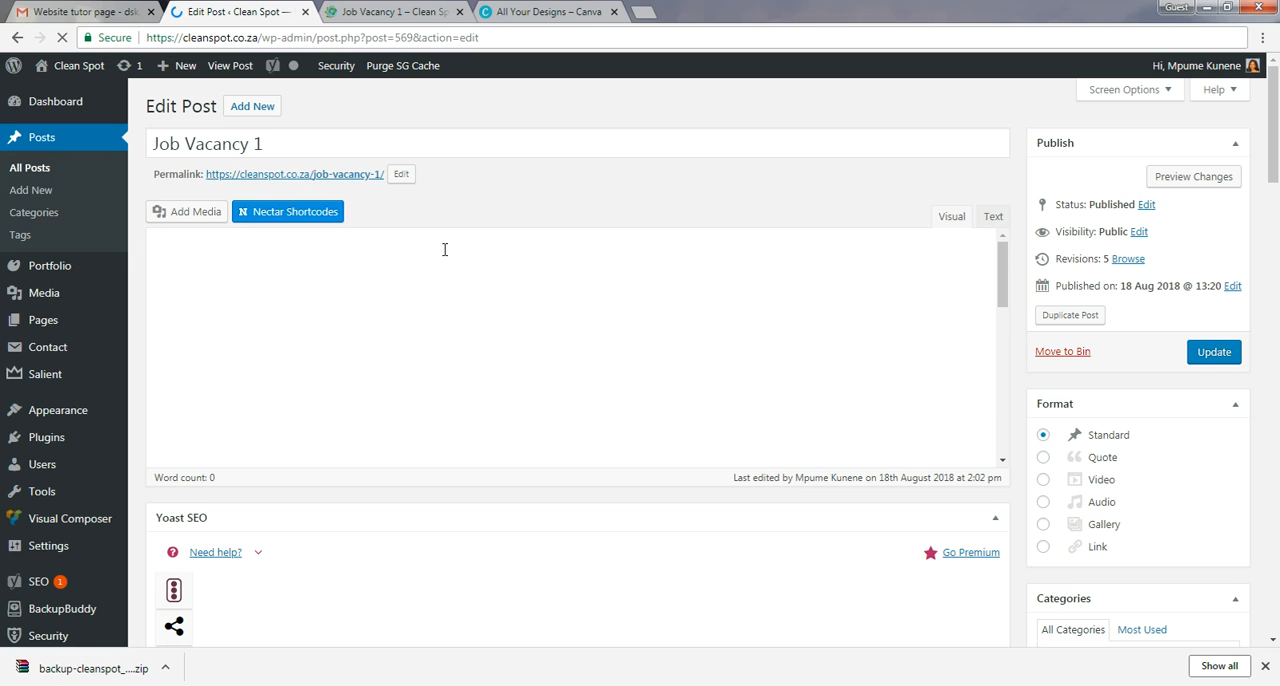 Website tutor page - dsk
Edit Post ‹ Clean Spot —
Job Vacancy 1 – Clean Sp
All Your Designs – Canva
Guest
Secure
https://cleanspot.co.za/wp-admin/post.php?post=569&action=edit
Clean Spot 1 New View Post Security Purge SG Cache Hi, Mpume Kunene
Screen Options Help
Dashboard
Posts
All Posts
Add New
Categories
Tags
Portfolio
Media
Pages
Contact
Salient
Appearance
Plugins
Users
Tools
Visual Composer
Settings
SEO 1
BackupBuddy
Security
Edit Post Add New
Job Vacancy 1
Permalink: https://cleanspot.co.za/job-vacancy-1/ Edit
Add Media N Nectar Shortcodes
Visual Text
Word count: 0 Last edited by Mpume Kunene on 18th August 2018 at 2:02 pm
Yoast SEO
Need help? Go Premium
Publish
Preview Changes
Status: Published Edit
Visibility: Public Edit
Revisions: 5 Browse
Published on: 18 Aug 2018 @ 13:20 Edit
Duplicate Post
Move to Bin Update
Format
Standard
Quote
Video
Audio
Gallery
Link
Categories
All Categories Most Used
backup-cleanspot_....zip Show all